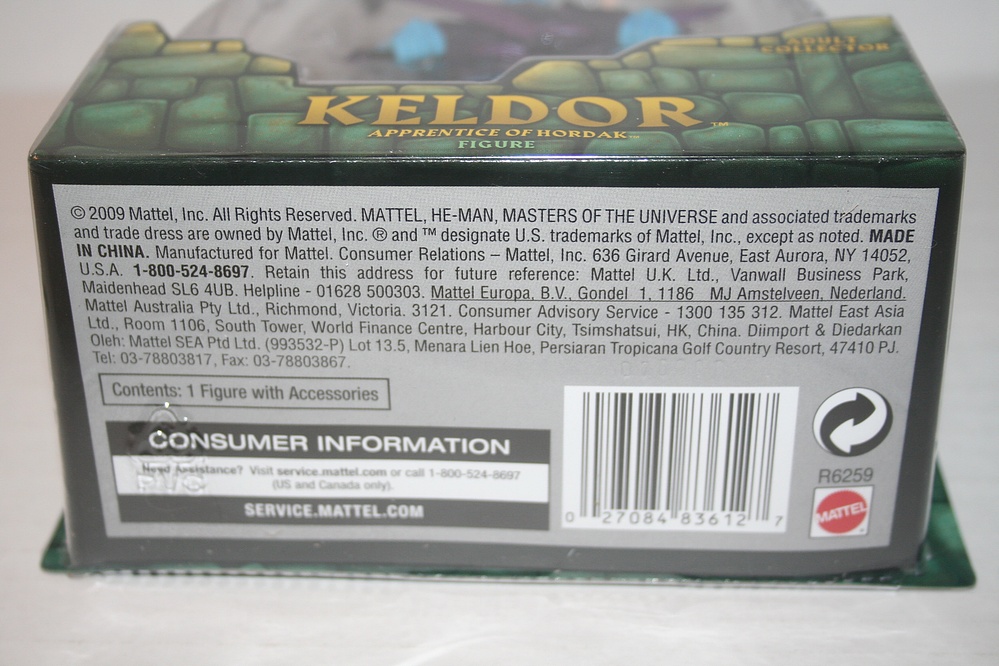 ADULT
COLLECTOR
KELDOR™
APPRENTICE OF HORDAK™
FIGURE
© 2009 Mattel, Inc. All Rights Reserved. MATTEL, HE-MAN, MASTERS OF THE UNIVERSE and associated trademarks
and trade dress are owned by Mattel, Inc. ® and ™ designate U.S. trademarks of Mattel, Inc., except as noted. MADE
IN CHINA. Manufactured for Mattel. Consumer Relations – Mattel, Inc. 636 Girard Avenue, East Aurora, NY 14052,
U.S.A. 1-800-524-8697. Retain this address for future reference: Mattel U.K. Ltd., Vanwall Business Park,
Maidenhead SL6 4UB. Helpline - 01628 500303. Mattel Europa, B.V., Gondel 1, 1186 MJ Amstelveen, Nederland.
Mattel Australia Pty Ltd., Richmond, Victoria. 3121. Consumer Advisory Service - 1300 135 312. Mattel East Asia
Ltd., Room 1106, South Tower, World Finance Centre, Harbour City, Tsimshatsui, HK, China. Diimport & Diedarkan
Oleh: Mattel SEA Ptd Ltd. (993532-P) Lot 13.5, Menara Lien Hoe, Persiaran Tropicana Golf Country Resort, 47410 PJ.
Tel: 03-78803817, Fax: 03-78803867.
Contents: 1 Figure with Accessories
CONSUMER INFORMATION
Need Assistance? Visit service.mattel.com or call 1-800-524-8697
(US and Canada only).
SERVICE.MATTEL.COM
0 27084 83612 7
R6259
MATTEL